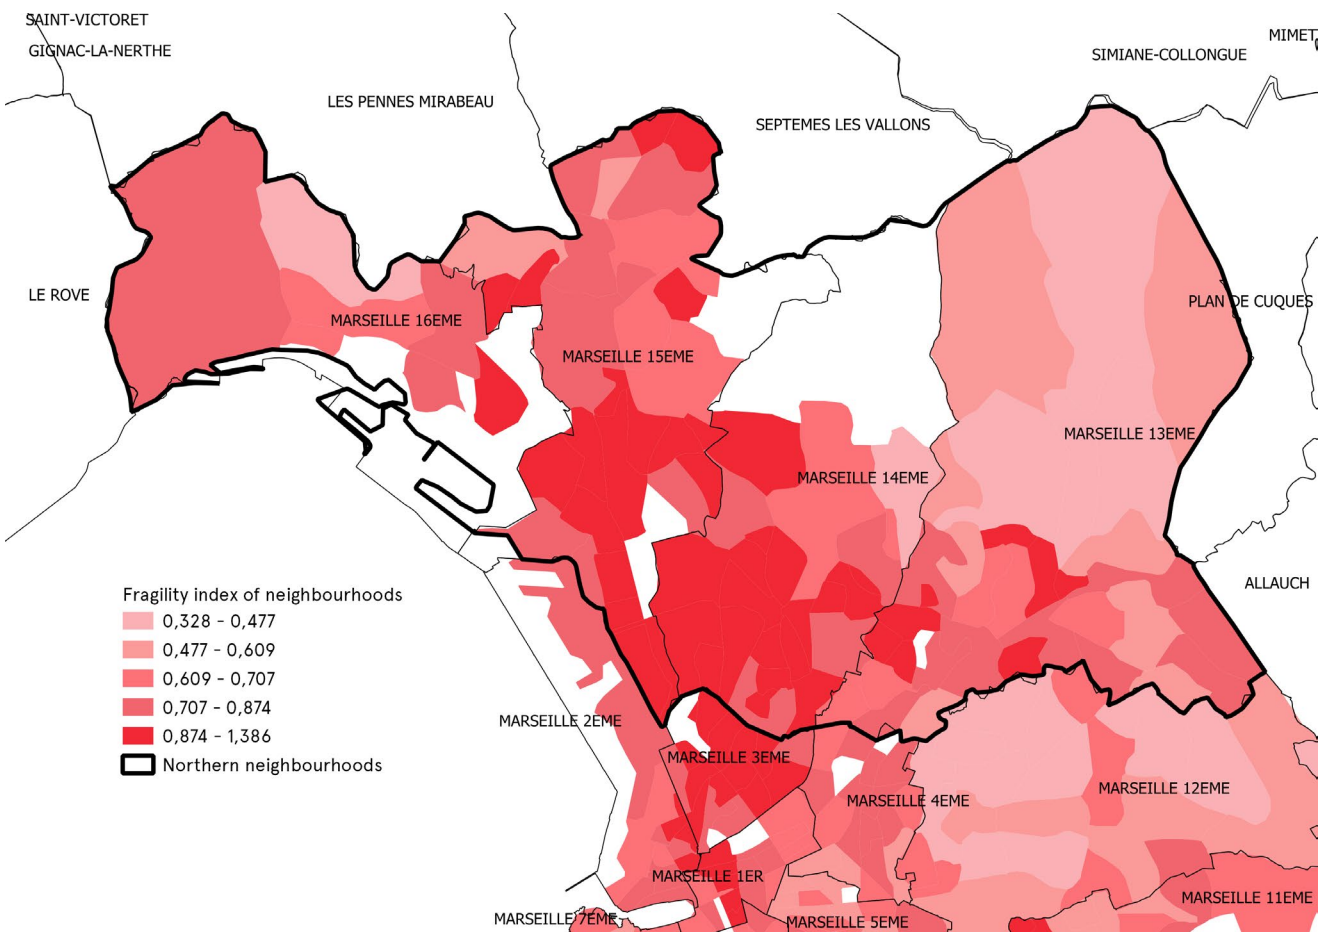 SAINT-VICTORET
MIMET
GIGNAC-LA-NERTHE
SIMIANE-COLLONGUE
LES PENNES MIRABEAU
SEPTEMES LES VALLONS
LE ROVE
PLAN DE CUQUES
MARSEILLE 16EME
MARSEILLE 15EME
MARSEILLE 13EME
MARSEILLE 14EME
ALLAUCH
Fragility index of neighbourhoods
0,328 - 0,477
0,477 - 0,609
0,609 - 0,707
0,707 - 0,874
0,874 - 1,386
Northern neighbourhoods
MARSEILLE 2EME
MARSEILLE 3EME
MARSEILLE 12EME
MARSEILLE 4EME
MARSEILLE 1ER
MARSEILLE 11EME
MARSEILLE 7EME
MARSEILLE 5EME